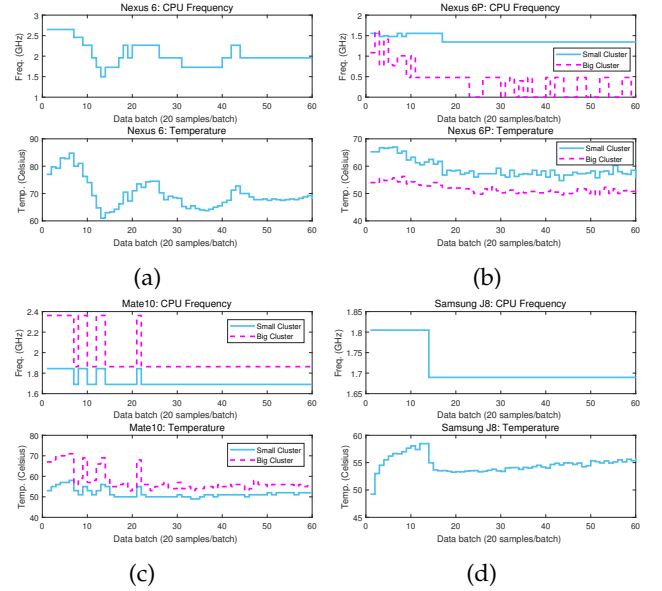 Nexus 6: CPU Frequency
Freq. (GHz)
3
2.5
2
1.5
1
0 10 20 30 40 50 60
Data batch (20 samples/batch)
Nexus 6: Temperature
Temp. (Celsius)
90
80
70
60
0 10 20 30 40 50 60
Data batch (20 samples/batch)
(a)
Nexus 6P: CPU Frequency
Freq. (GHz)
2
1.5
1
0.5
0
Small Cluster
Big Cluster
0 10 20 30 40 50 60
Data batch (20 samples/batch)
Nexus 6P: Temperature
Temp. (Celsius)
70
60
50
40
Small Cluster
Big Cluster
0 10 20 30 40 50 60
Data batch (20 samples/batch)
(b)
Mate10: CPU Frequency
Freq. (GHz)
2.4
2.2
2
1.8
1.6
Small Cluster
Big Cluster
0 10 20 30 40 50 60
Data batch (20 samples/batch)
Mate10: Temperature
Temp. (Celsius)
80
70
60
50
40
Small Cluster
Big Cluster
0 10 20 30 40 50 60
Data batch (20 samples/batch)
(c)
Samsung J8: CPU Frequency
Freq. (GHz)
1.85
1.8
1.75
1.7
1.65
0 10 20 30 40 50 60
Data batch (20 samples/batch)
Samsung J8: Temperature
Temp. (Celsius)
60
55
50
45
0 10 20 30 40 50 60
Data batch (20 samples/batch)
(d)